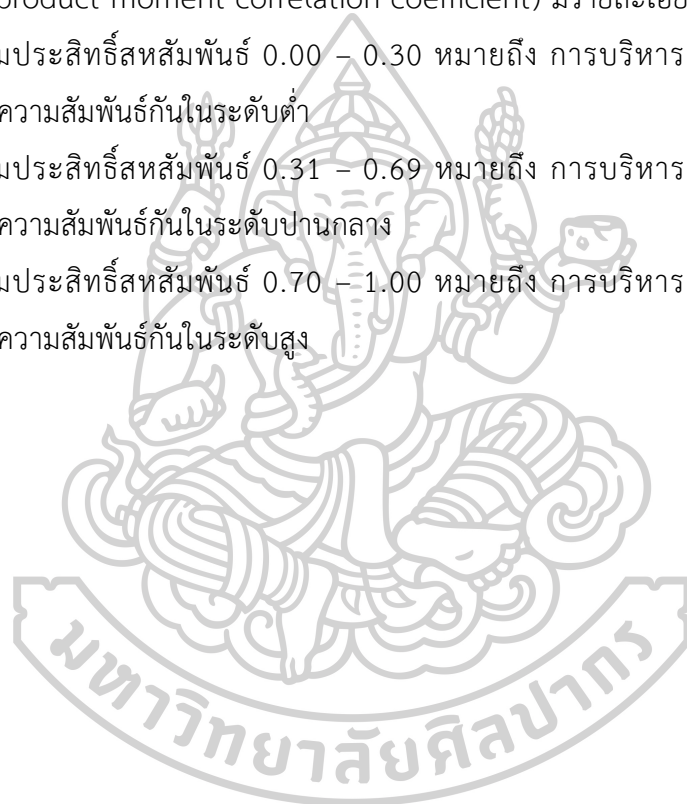 product moment correlation coefficient) มีรายละเอีย
มประสิทธิ์สหสัมพันธ์ 0.00 – 0.30 หมายถึง การบริหาร
ความสัมพันธ์กันในระดับต่ำ
มประสิทธิ์สหสัมพันธ์ 0.31 – 0.69 หมายถึง การบริหาร
ความสัมพันธ์กันในระดับปานกลาง
มประสิทธิ์สหสัมพันธ์ 0.70 – 1.00 หมายถึง การบริหาร
ความสัมพันธ์กันในระดับสูง
มหาวิทยาลัยศิลปากร